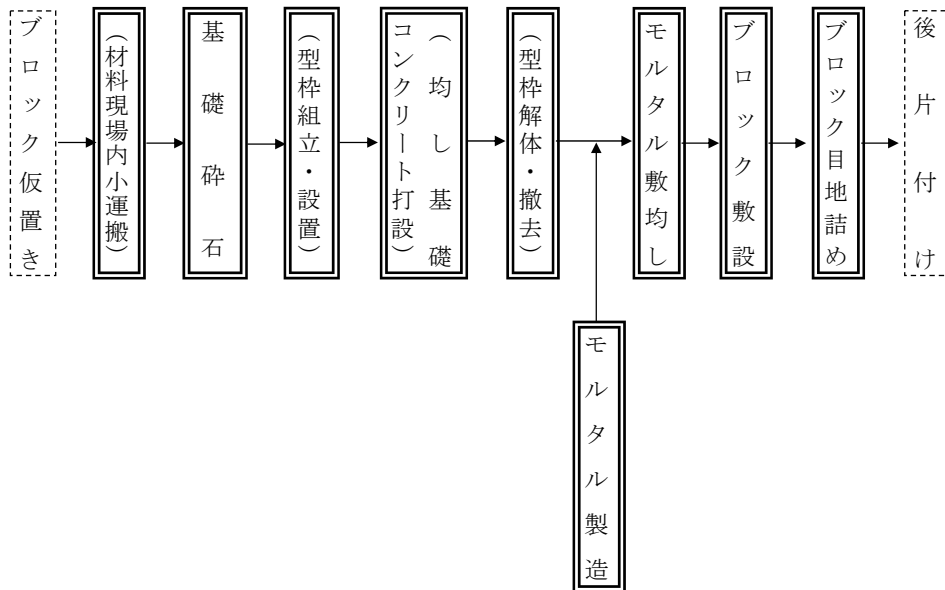 ブロック仮置き
（材料現場内小運搬）
基礎砕石
（型枠組立・設置）
（均し基礎
コンクリート打設）
（型枠解体・撤去）
モルタル敷均し
ブロック敷設
ブロック目地詰め
後片付け
モルタル製造